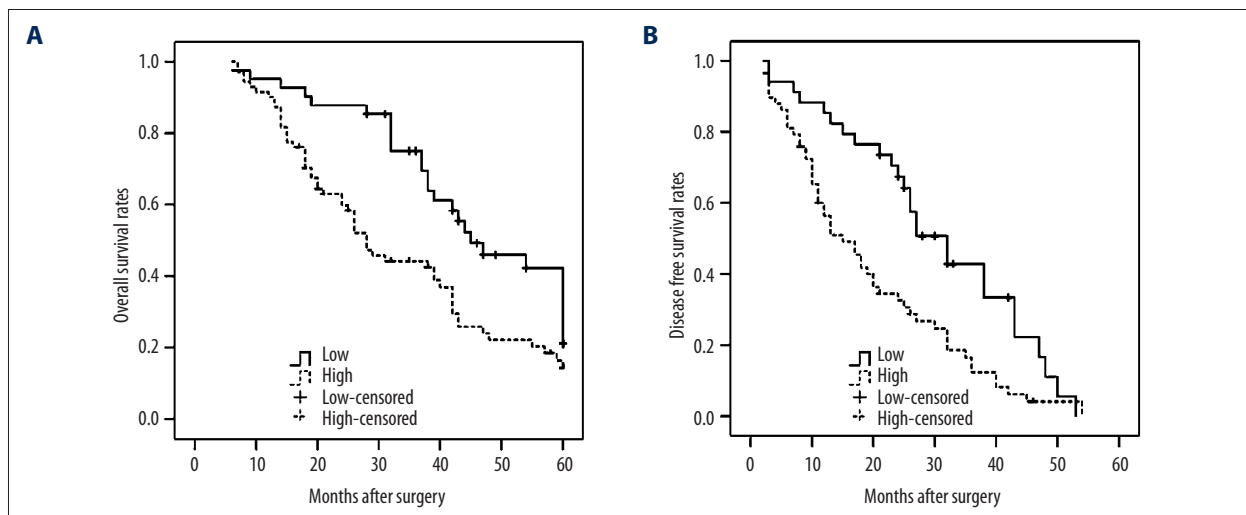 A
Overall survival rates
1.0
0.8
0.6
0.4
0.2
0.0
Low
High
Low-censored
High-censored
0 10 20 30 40 50 60
Months after surgery
B
Disease free survival rates
1.0
0.8
0.6
0.4
0.2
0.0
Low
High
Low-censored
High-censored
0 10 20 30 40 50 60
Months after surgery